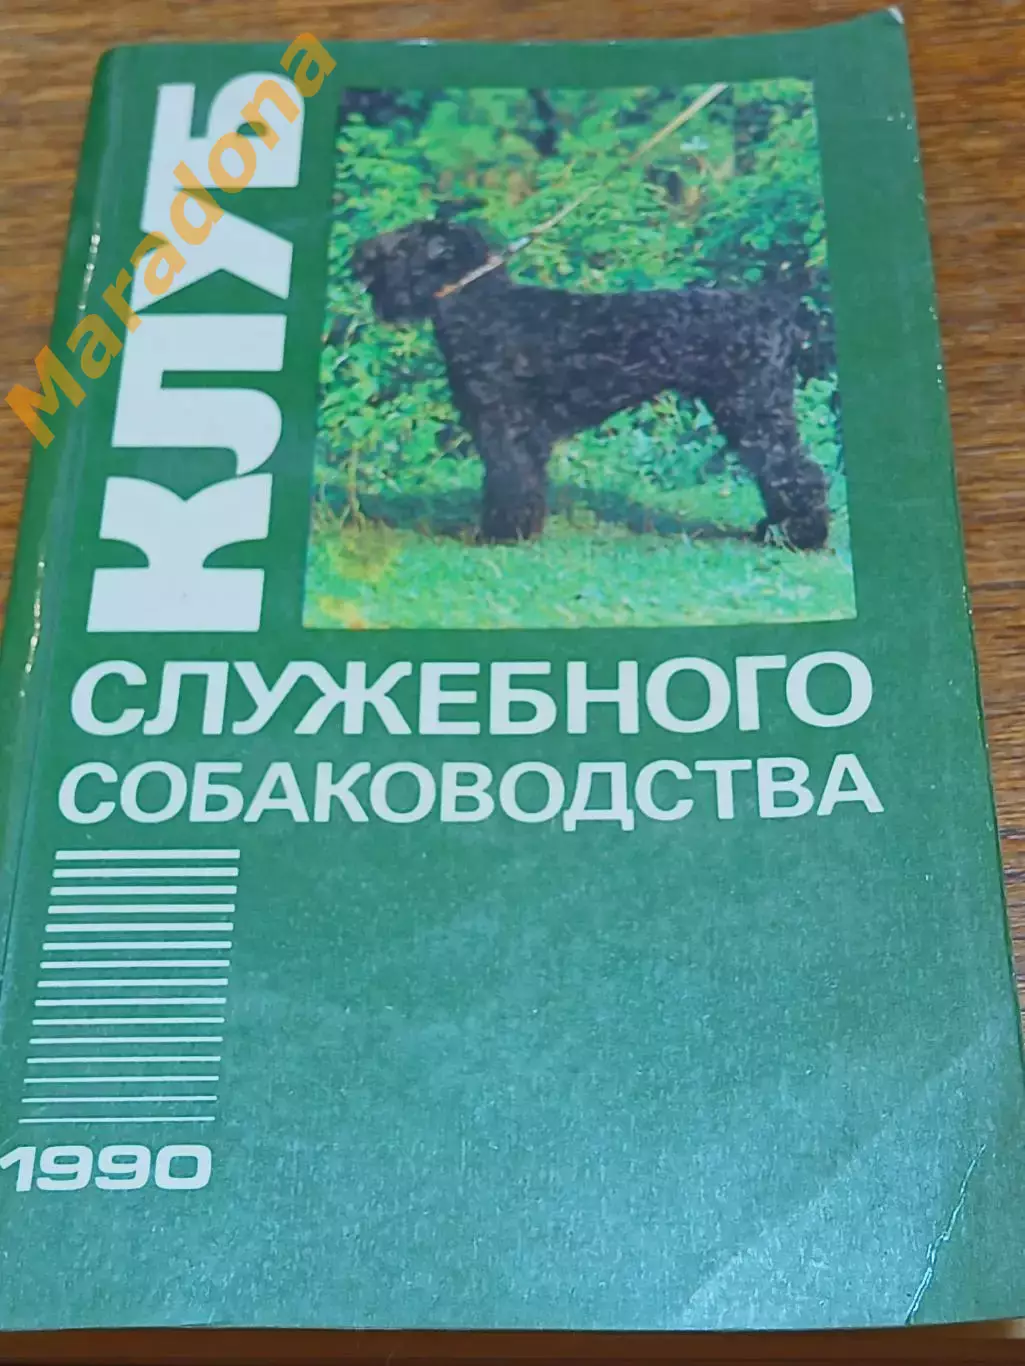 Maradona
КЛУБ
СЛУЖЕБНОГО
СОБАКОВОДСТВА
1990